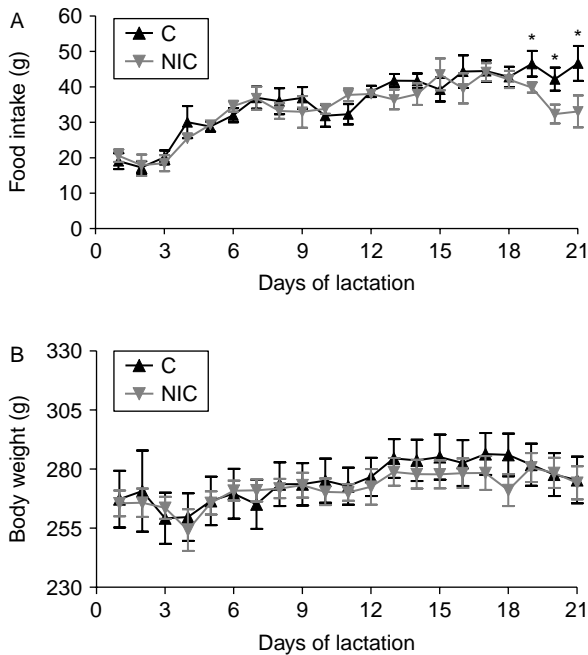 A
C
NIC
Food intake (g)
60
50
40
30
20
10
0
* * *
0 3 6 9 12 15 18 21
Days of lactation
B
C
NIC
Body weight (g)
330
305
280
255
230
0 3 6 9 12 15 18 21
Days of lactation